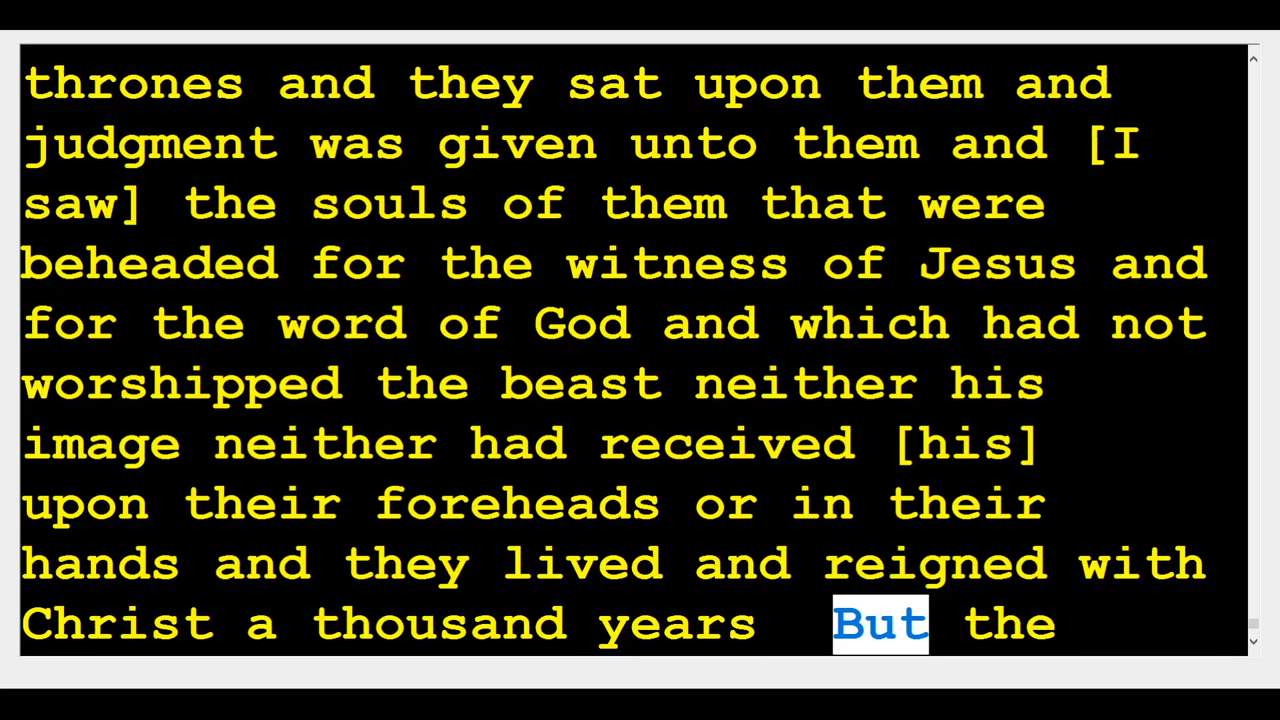 thrones and they sat upon them and
judgment was given unto them and [I
saw] the souls of them that were
beheaded for the witness of Jesus and
for the word of God and which had not
worshipped the beast neither his
image neither had received [his]
upon their foreheads or in their
hands and they lived and reigned with
Christ a thousand years But the